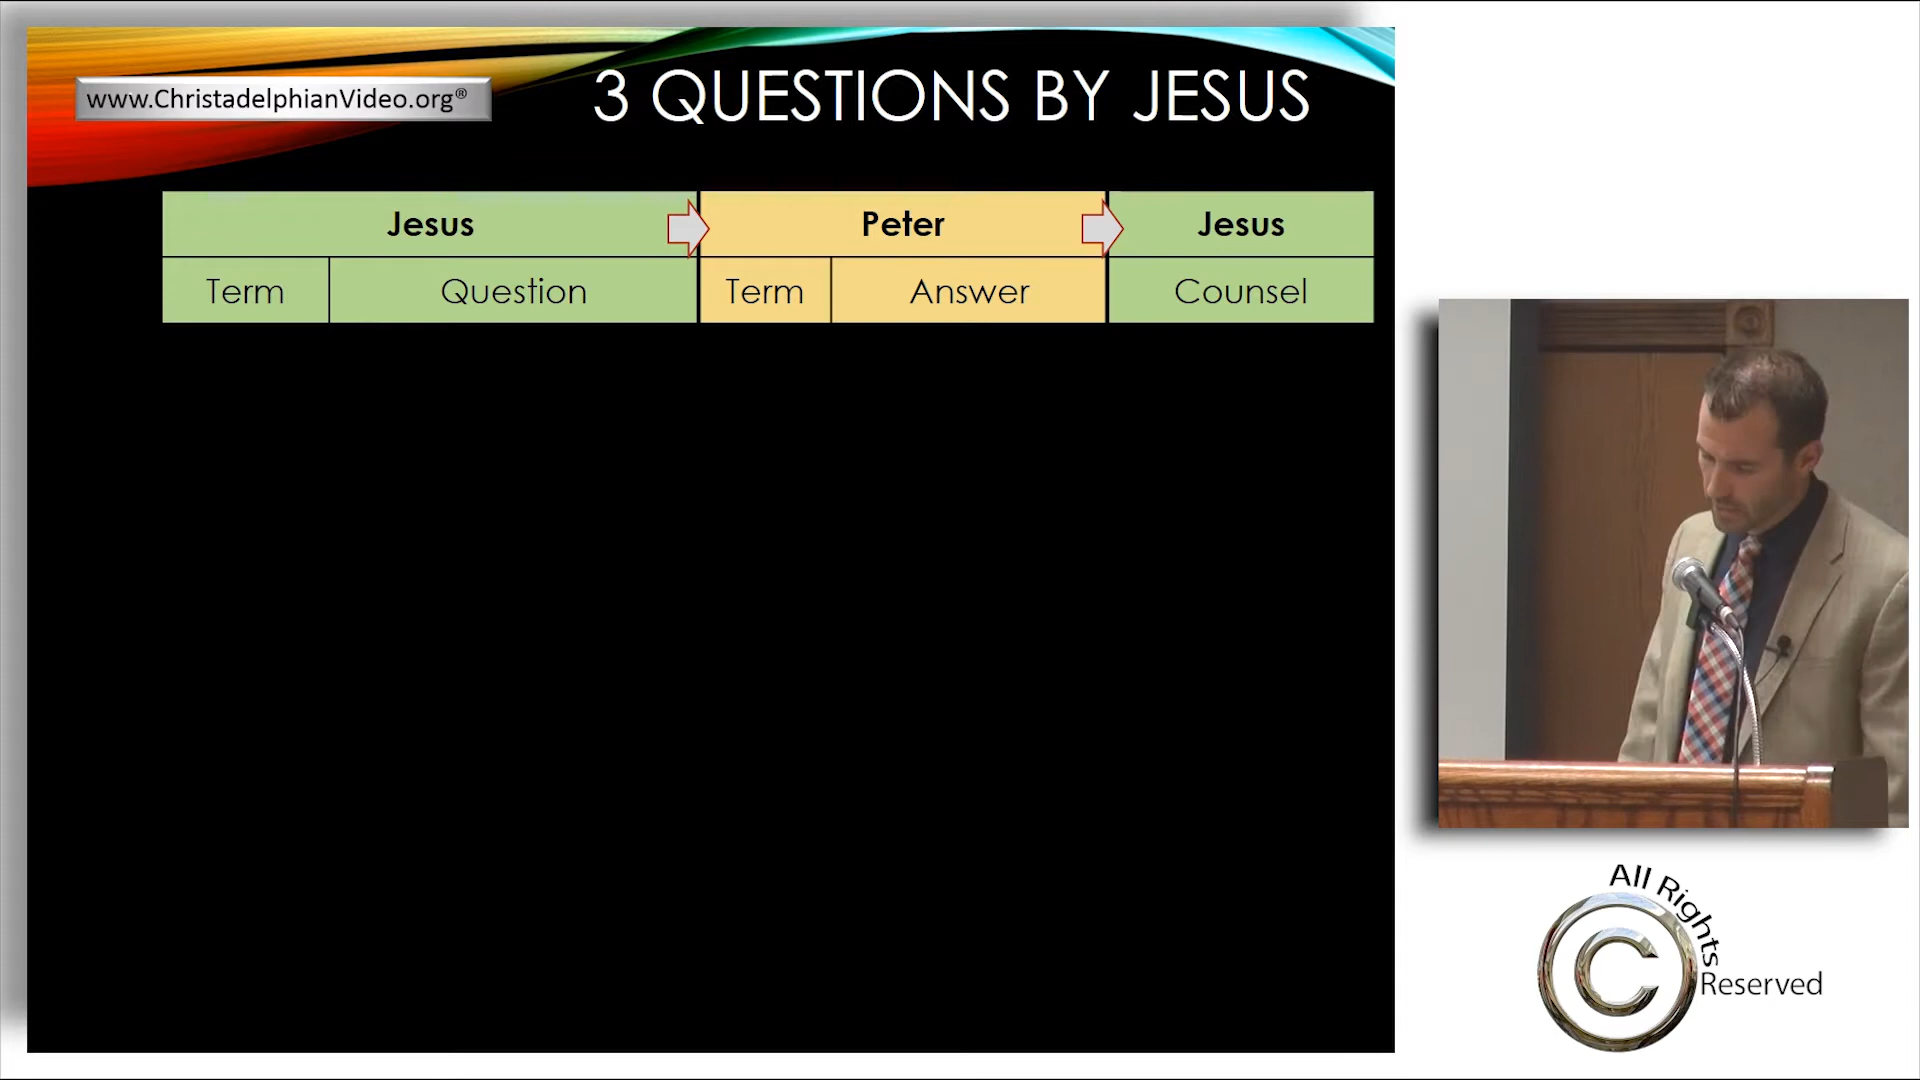 www.ChristadelphianVideo.org®
3 QUESTIONS BY JESUS
Jesus Peter Jesus
Term Question Term Answer Counsel
All Rights
Reserved